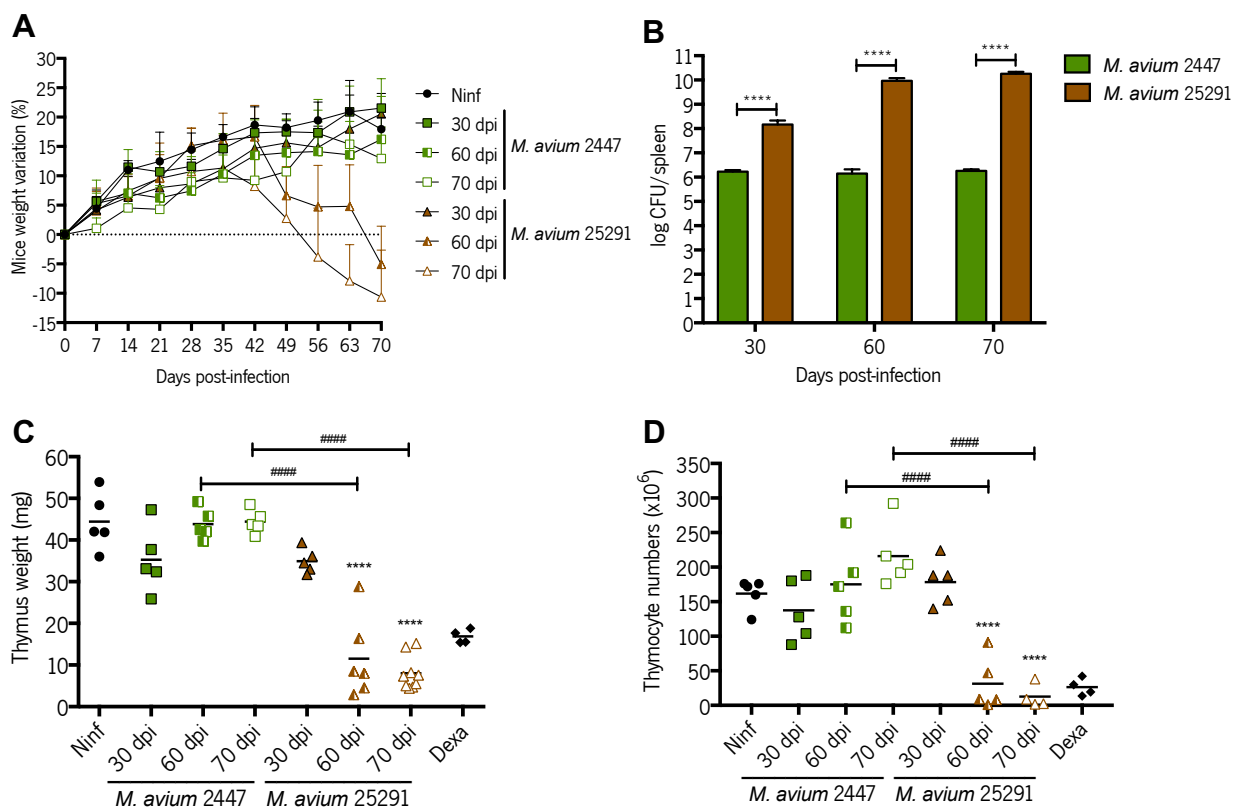 A
Mice weight variation (%)
30
25
20
15
10
5
0
-5
-10
-15
0 7 14 21 28 35 42 49 56 63 70
Days post-infection
Ninf
30 dpi
60 dpi
70 dpi
M. avium 2447
30 dpi
60 dpi
70 dpi
M. avium 25291
B
log CFU/ spleen
11
10
9
8
7
6
5
4
3
2
1
0
****
****
****
30 60 70
Days post-infection
M. avium 2447
M. avium 25291
C
Thymus weight (mg)
60
50
40
30
20
10
0
####
####
****
****
Ninf
30 dpi
60 dpi
70 dpi
30 dpi
60 dpi
70 dpi
Dexa
M. avium 2447
M. avium 25291
D
Thymocyte numbers (x10⁶)
350
300
250
200
150
100
50
0
####
####
****
****
Ninf
30 dpi
60 dpi
70 dpi
30 dpi
60 dpi
70 dpi
Dexa
M. avium 2447
M. avium 25291